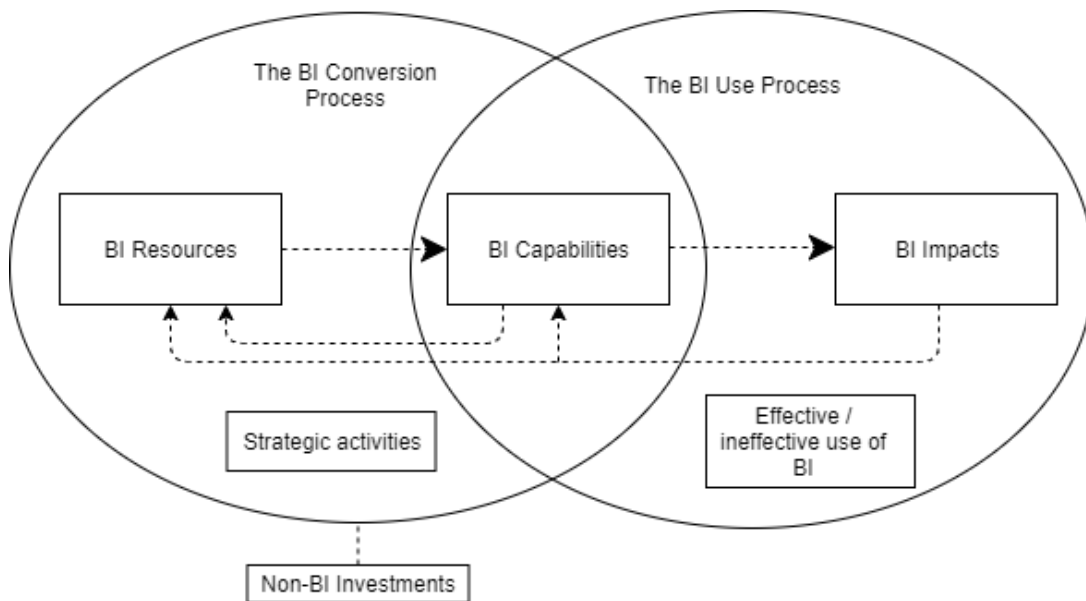 The BI Conversion
Process
The BI Use Process
BI Resources
BI Capabilities
BI Impacts
Strategic activities
Effective /
ineffective use of
BI
Non-BI Investments